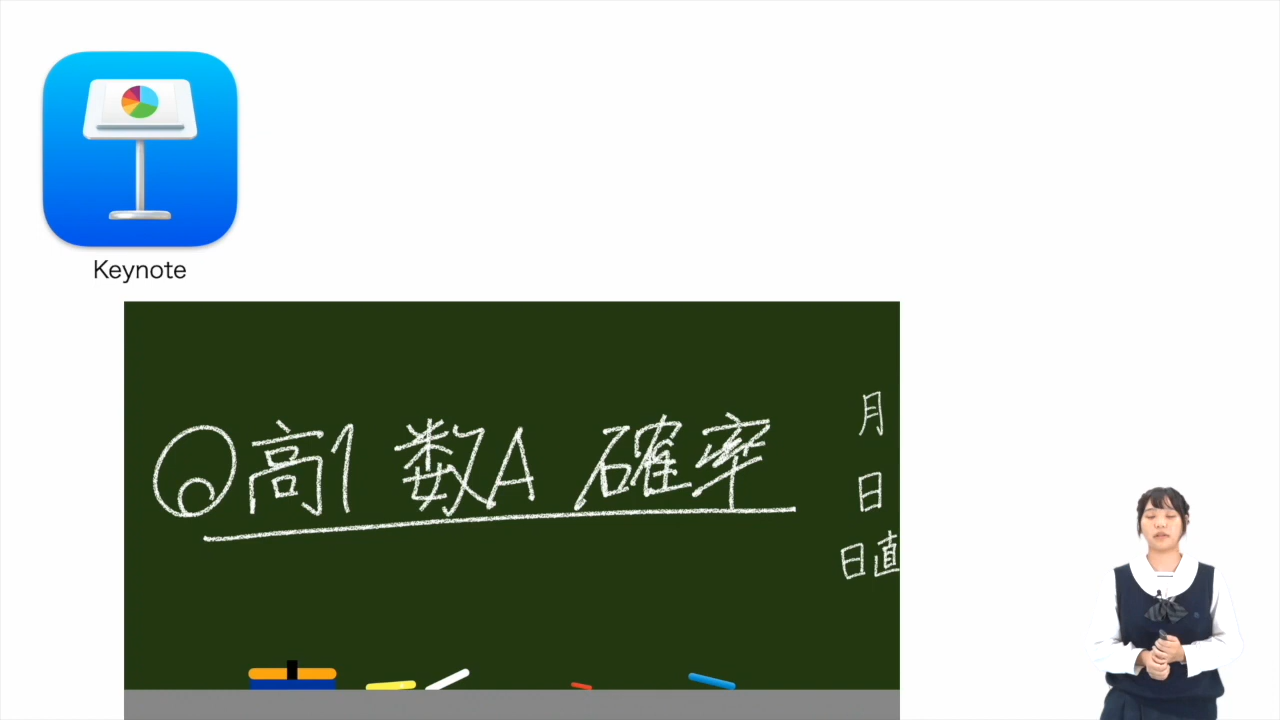 Keynote
高1 数A 確率
月
日
日直